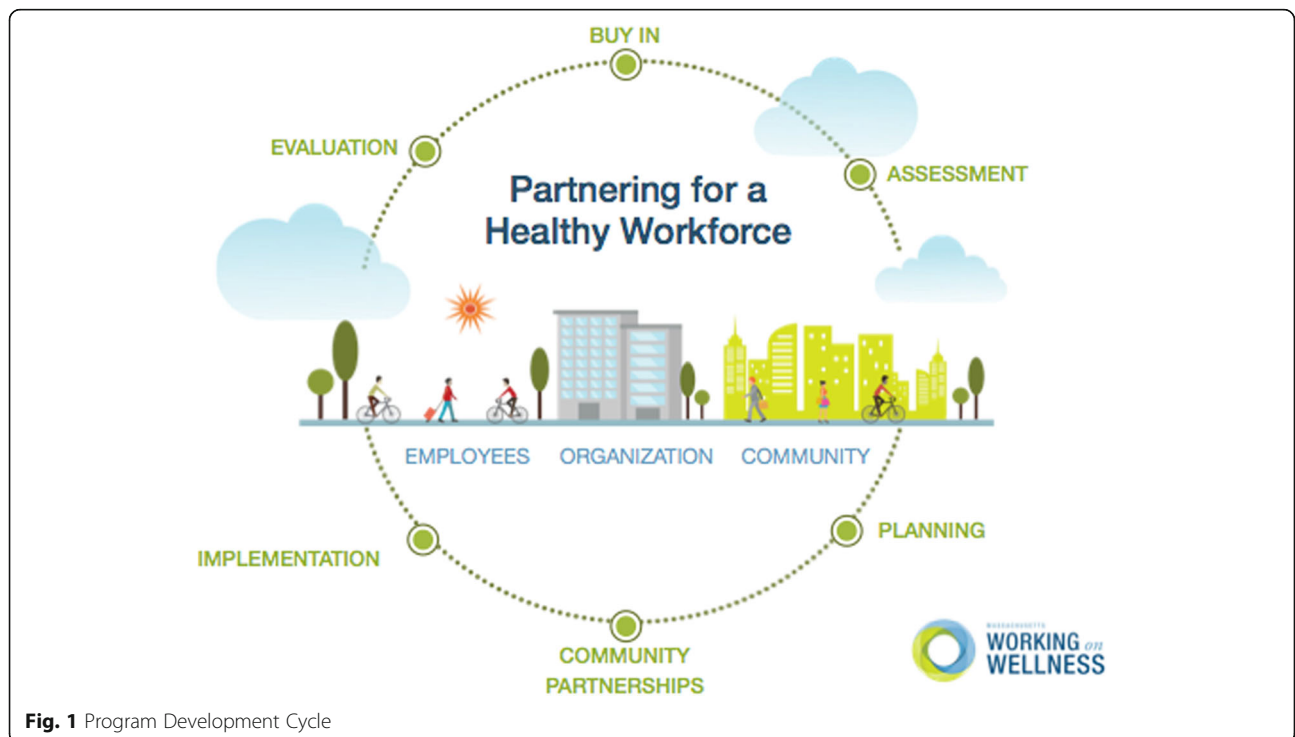 BUY IN
EVALUATION
ASSESSMENT
Partnering for a
Healthy Workforce
EMPLOYEES ORGANIZATION COMMUNITY
PLANNING
IMPLEMENTATION
COMMUNITY
PARTNERSHIPS
MASSACHUSETTS
WORKING on
WELLNESS
Fig. 1 Program Development Cycle